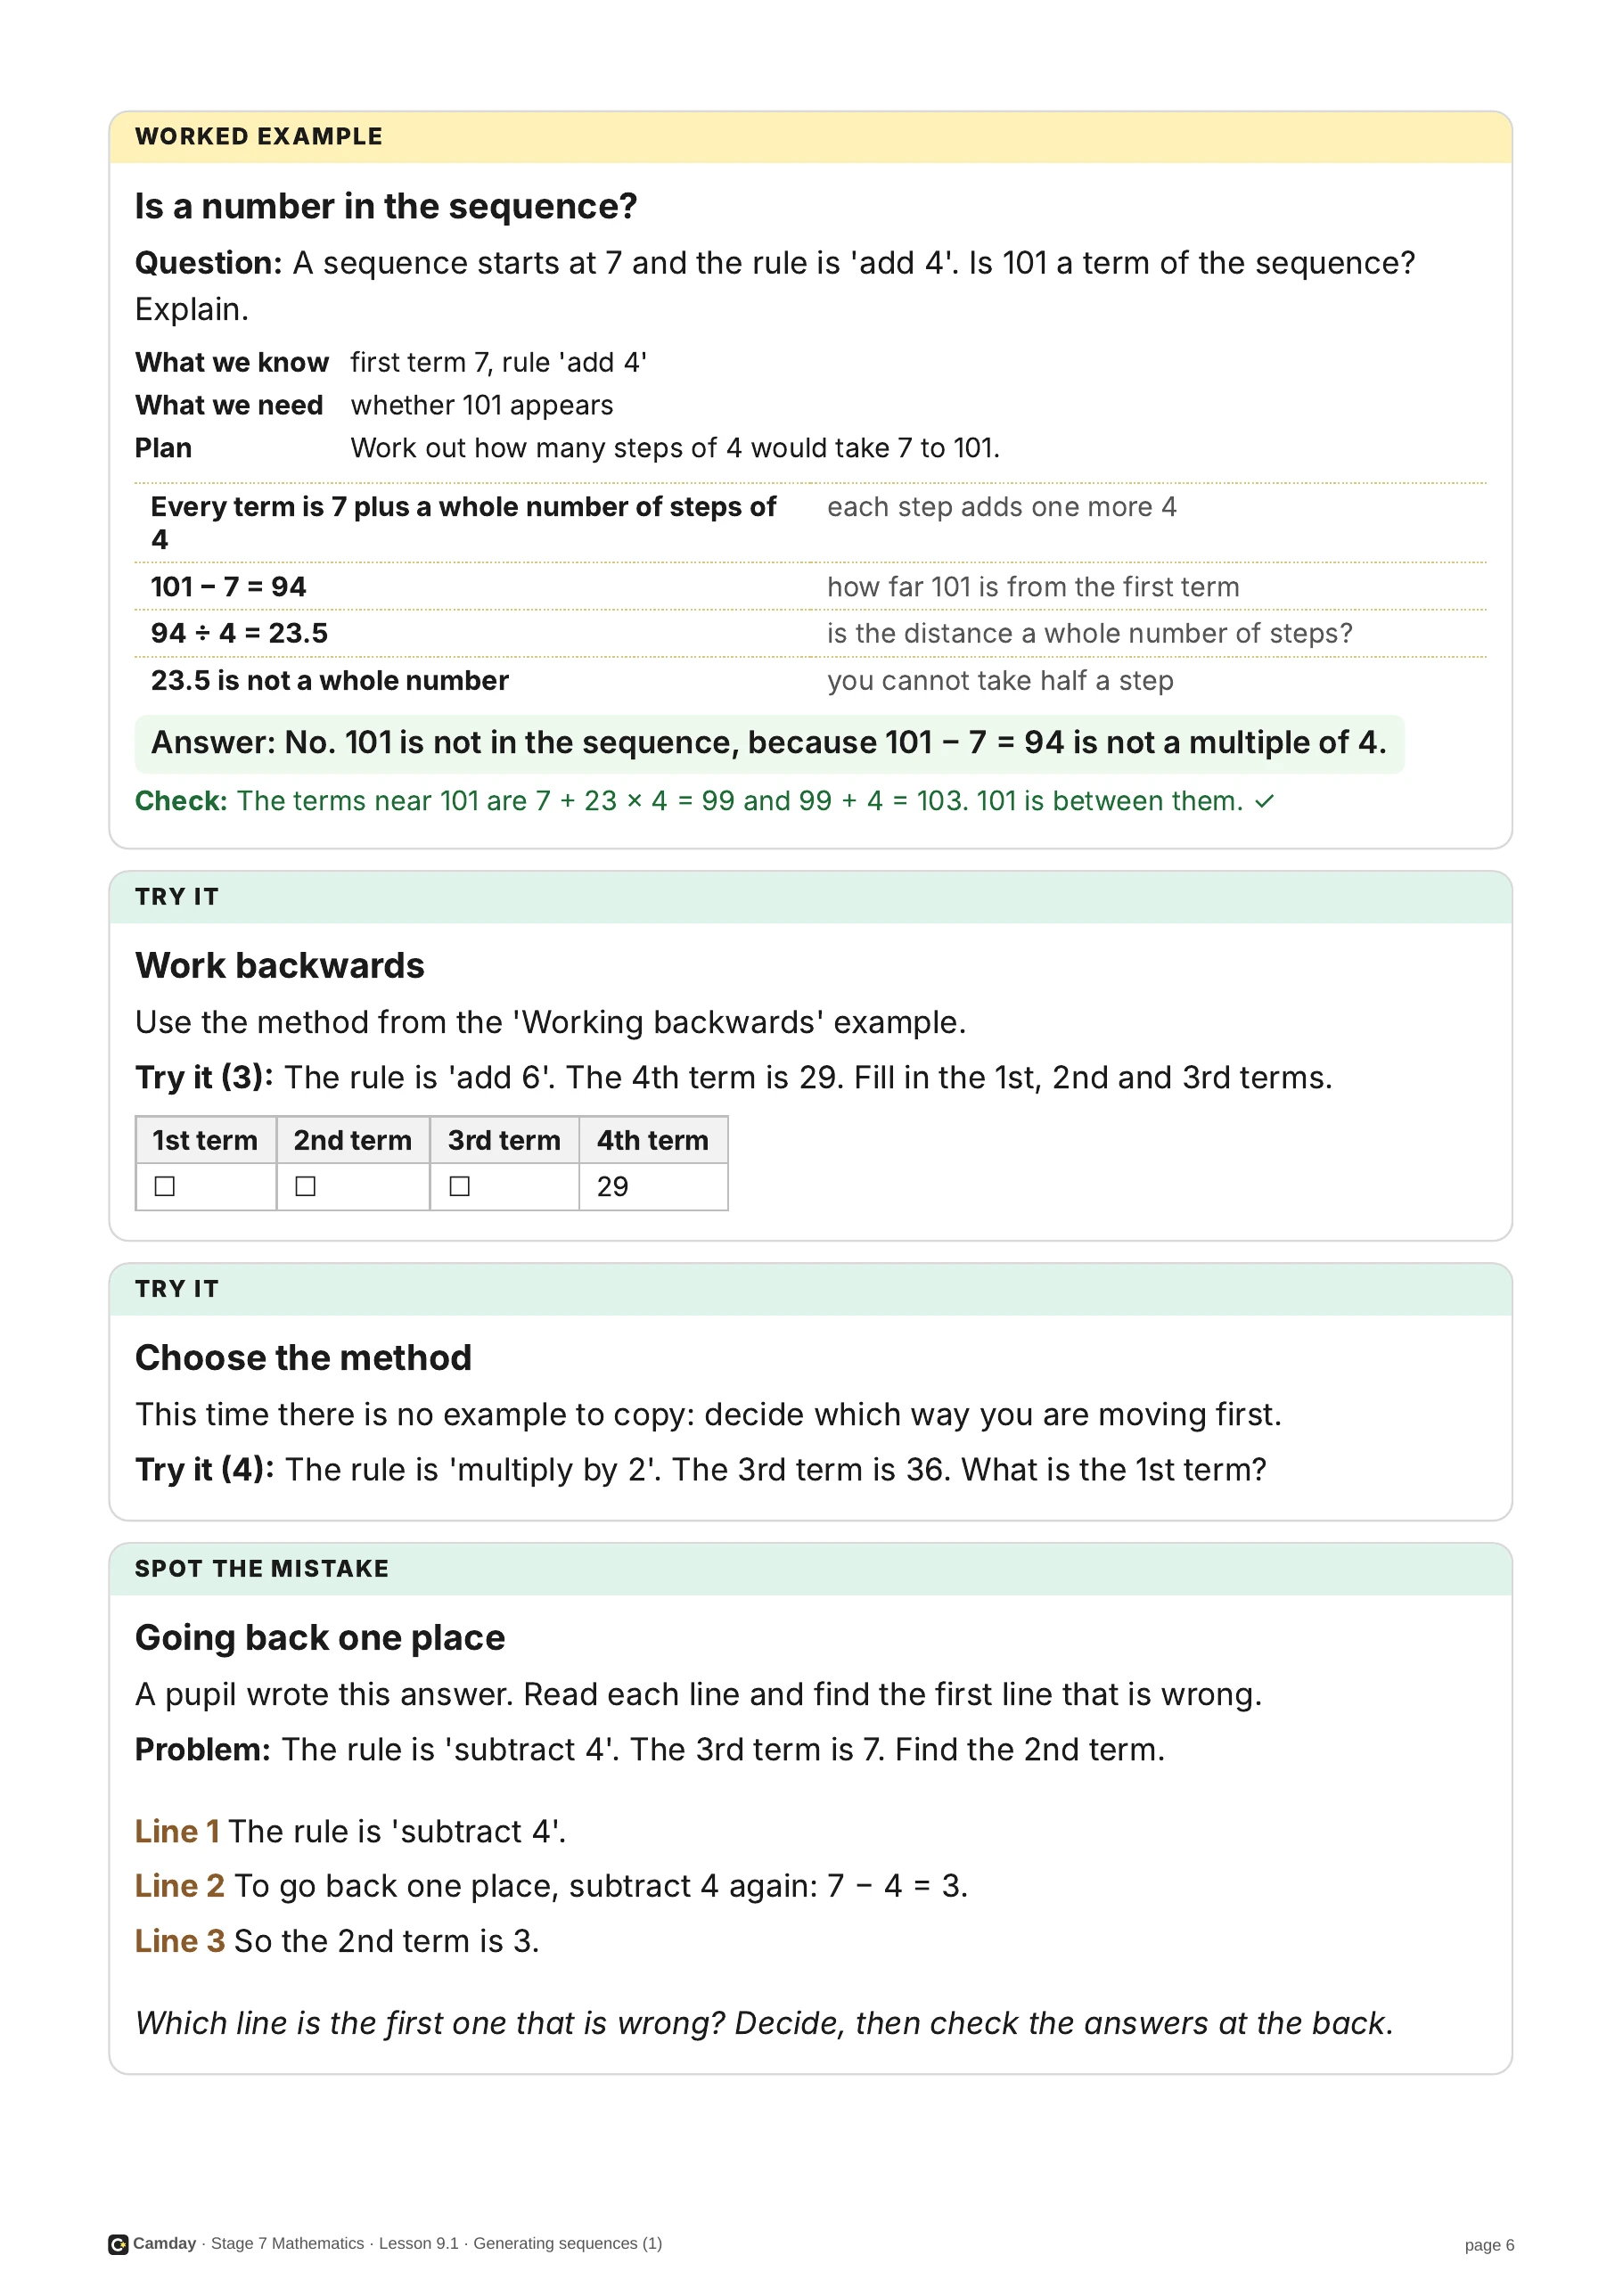 WORKED EXAMPLE
Is a number in the sequence?
Question: A sequence starts at 7 and the rule is 'add 4'. Is 101 a term of the sequence?
Explain.
What we know first term 7, rule 'add 4'
What we need whether 101 appears
Plan Work out how many steps of 4 would take 7 to 101.
Every term is 7 plus a whole number of steps of each step adds one more 4
4
101 − 7 = 94 how far 101 is from the first term
94 ÷ 4 = 23.5 is the distance a whole number of steps?
23.5 is not a whole number you cannot take half a step
Answer: No. 101 is not in the sequence, because 101 − 7 = 94 is not a multiple of 4.
Check: The terms near 101 are 7 + 23 × 4 = 99 and 99 + 4 = 103. 101 is between them. ✓
TRY IT
Work backwards
Use the method from the 'Working backwards' example.
Try it (3): The rule is 'add 6'. The 4th term is 29. Fill in the 1st, 2nd and 3rd terms.
1st term 2nd term 3rd term 4th term
☐ ☐ ☐ 29
TRY IT
Choose the method
This time there is no example to copy: decide which way you are moving first.
Try it (4): The rule is 'multiply by 2'. The 3rd term is 36. What is the 1st term?
SPOT THE MISTAKE
Going back one place
A pupil wrote this answer. Read each line and find the first line that is wrong.
Problem: The rule is 'subtract 4'. The 3rd term is 7. Find the 2nd term.
Line 1 The rule is 'subtract 4'.
Line 2 To go back one place, subtract 4 again: 7 − 4 = 3.
Line 3 So the 2nd term is 3.
Which line is the first one that is wrong? Decide, then check the answers at the back.
Camday · Stage 7 Mathematics · Lesson 9.1 · Generating sequences (1) page 6